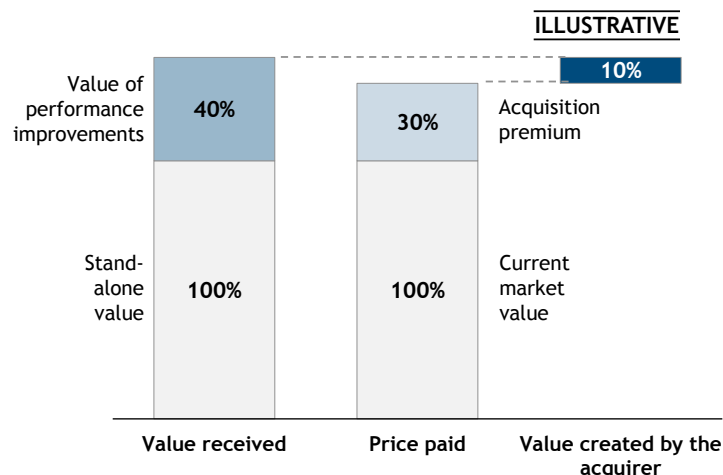 ILLUSTRATIVE
10%
Value of
performance
improvements
40%
30%
Acquisition
premium
Stand-
alone
value
100%
100%
Current
market
value
Value received
Price paid
Value created by the
acquirer